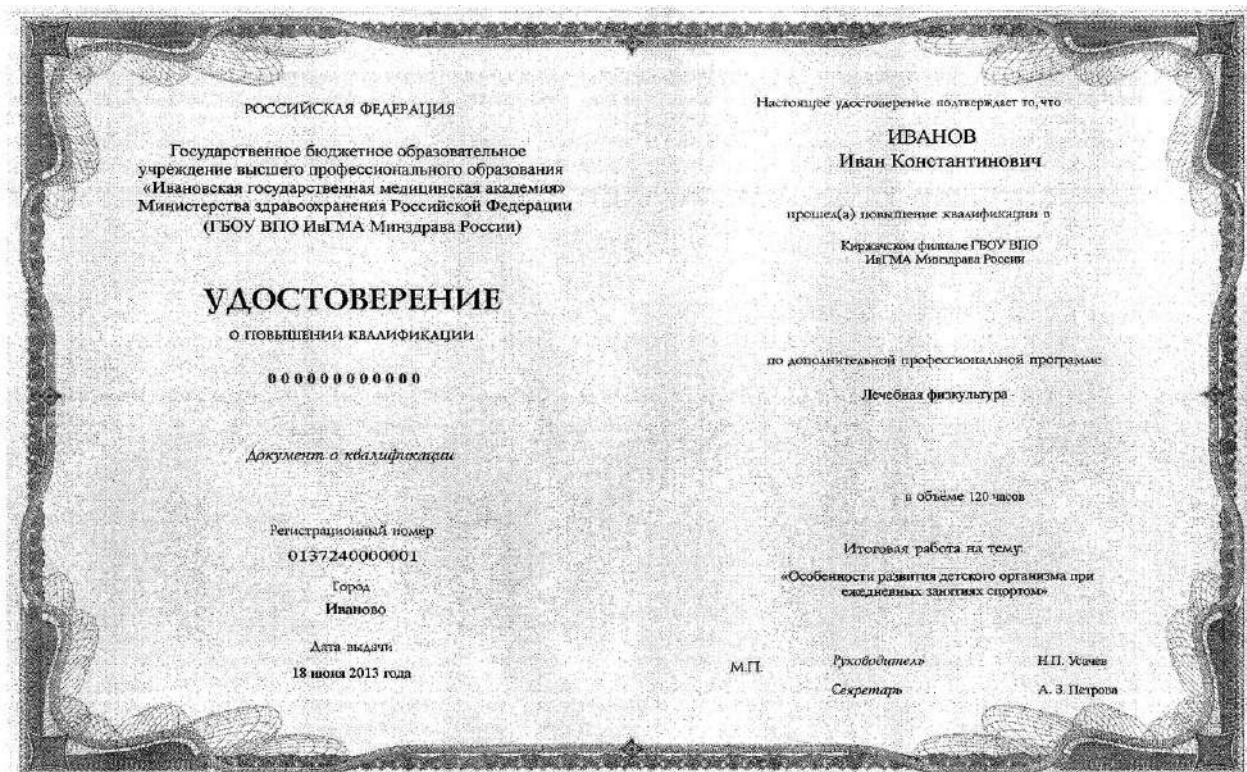 РОССИЙСКАЯ ФЕДЕРАЦИЯ
Государственное бюджетное образовательное
учреждение высшего профессионального образования
«Ивановская государственная медицинская академия»
Министерства здравоохранения Российской Федерации
(ГБОУ ВПО ИвГМА Минздрава России)
УДОСТОВЕРЕНИЕ
О ПОВЫШЕНИИ КВАЛИФИКАЦИИ
000000000000
Документ о квалификации
Регистрационный номер
0137240000001
Город
Иваново
Дата выдачи
18 июня 2013 года
Настоящее удостоверение подтверждает то, что
ИВАНОВ
Иван Константинович
прошел(а) повышение квалификации в
Киржачском филиале ГБОУ ВПО
ИвГМА Минздрава России
по дополнительной профессиональной программе
Лечебная физкультура
в объёме 120 часов
Итоговая работа на тему:
«Особенности развития детского организма при
ежедневных занятиях спортом»
М.П. Руководитель Н.П. Усачев
Секретарь А. З. Петрова